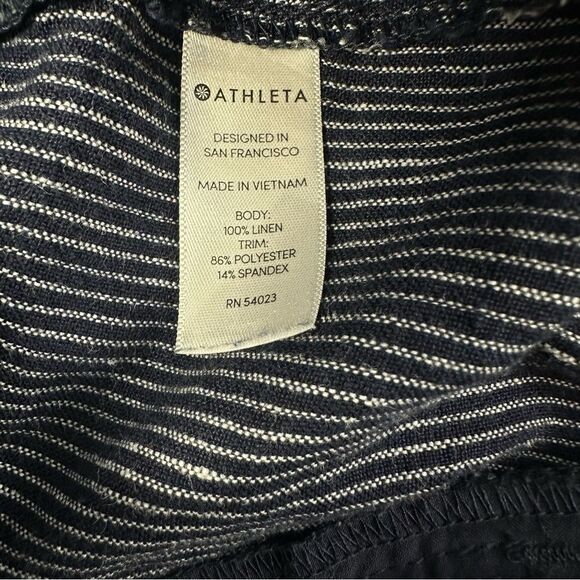 ATHLETA
DESIGNED IN
SAN FRANCISCO
MADE IN VIETNAM
BODY:
100% LINEN
TRIM:
86% POLYESTER
14% SPANDEX
RN 54023